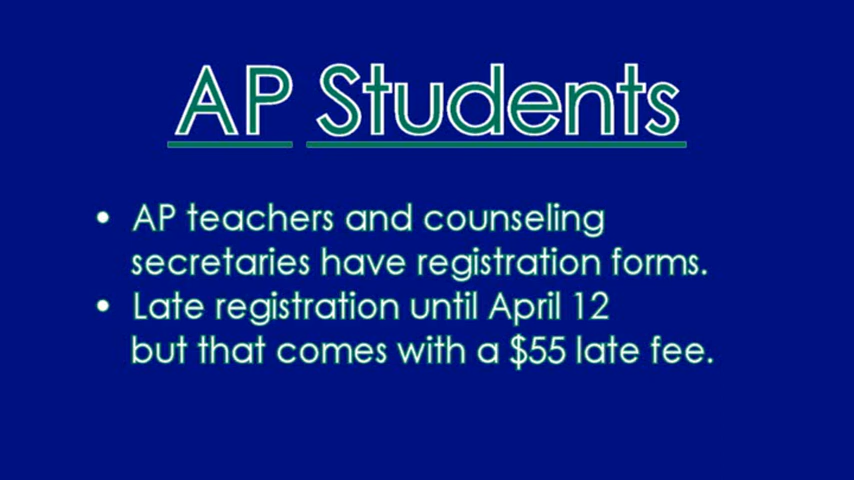 AP Students
• AP teachers and counseling
secretaries have registration forms.
• Late registration until April 12
but that comes with a $55 late fee.